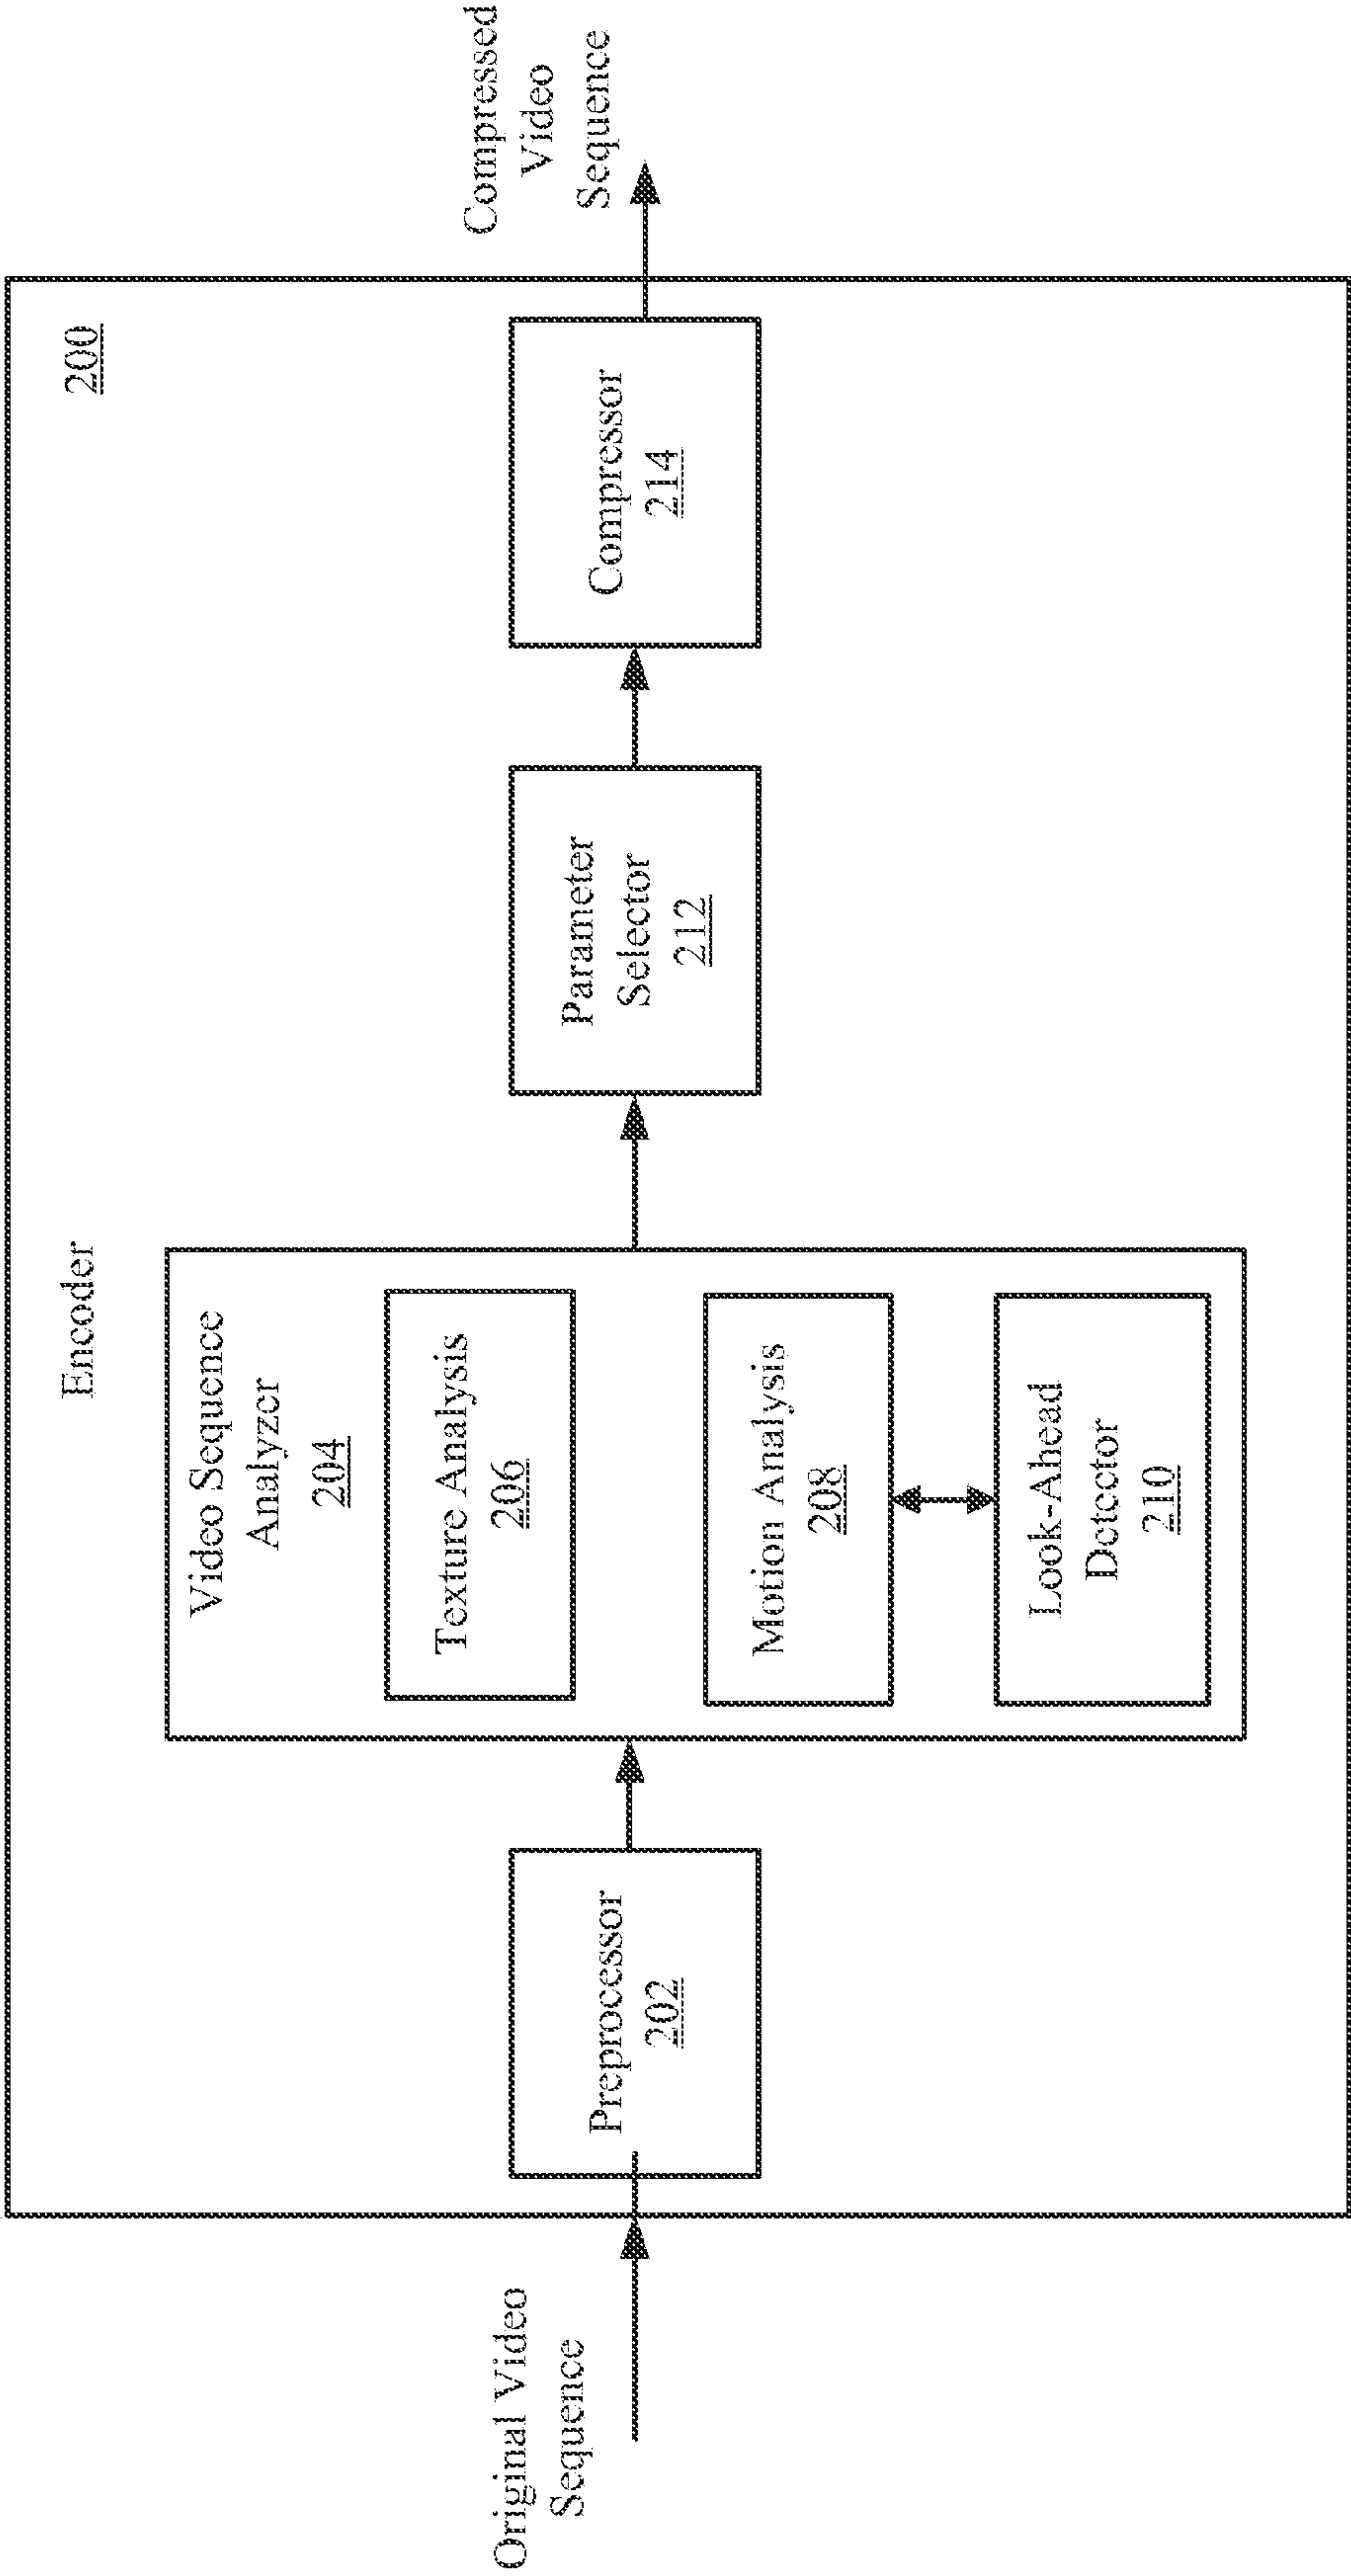 Encoder
200
Original Video
Sequence
Preprocessor
202
Video Sequence
Analyzer
204
Texture Analysis
206
Motion Analysis
208
Look-Ahead
Detector
210
Parameter
Selector
212
Compressor
214
Compressed
Video
Sequence